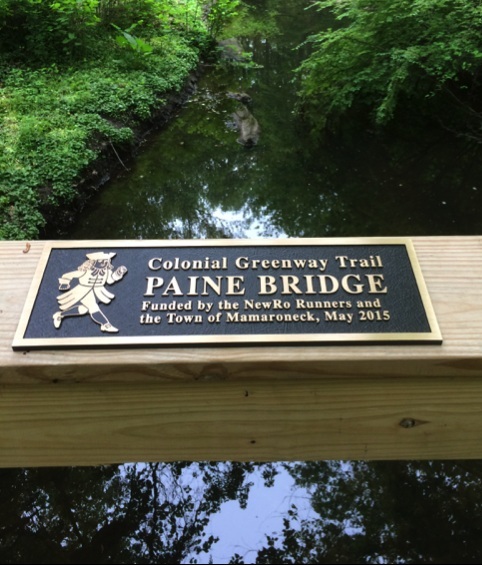 Colonial Greenway Trail
PAINE BRIDGE
Funded by the NewRo Runners and
the Town of Mamaroneck, May 2015